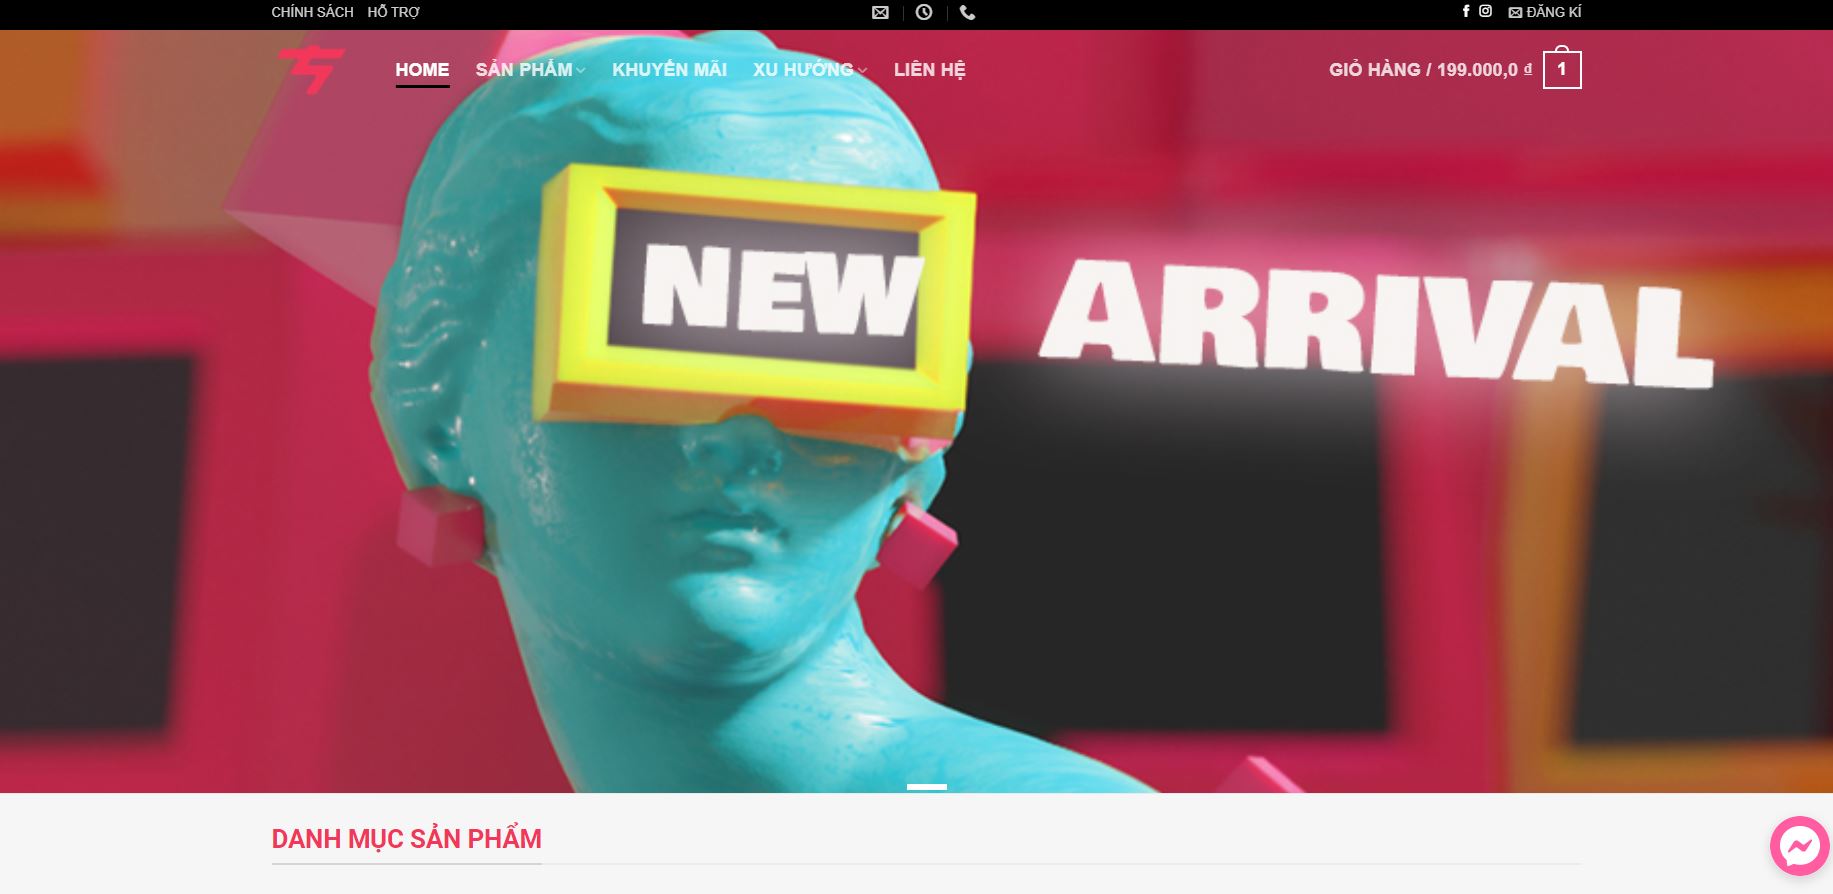 CHÍNH SÁCH HỖ TRỢ
ĐĂNG KÍ
HOME SẢN PHẨM KHUYẾN MÃI XU HƯỚNG LIÊN HỆ
GIỎ HÀNG / 199.000,0 ₫ 1
NEW ARRIVAL
DANH MỤC SẢN PHẨM